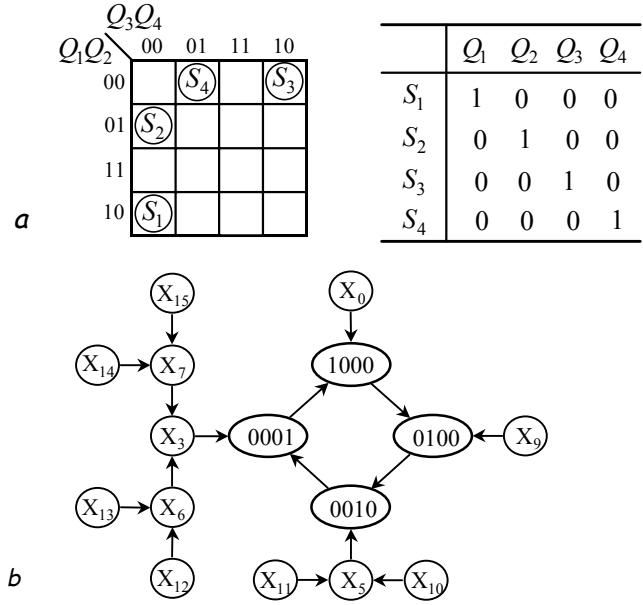 Q₃Q₄
Q₁Q₂ 00 01 11 10
00 S₄ S₃
01 S₂
11
10 S₁
a
Q₁ Q₂ Q₃ Q₄
S₁ 1 0 0 0
S₂ 0 1 0 0
S₃ 0 0 1 0
S₄ 0 0 0 1
X₁₅ X₀
X₁₄ X₇ 1000
X₃ 0001 0100 X₉
X₁₃ X₆ 0010
b X₁₂ X₁₁ X₅ X₁₀